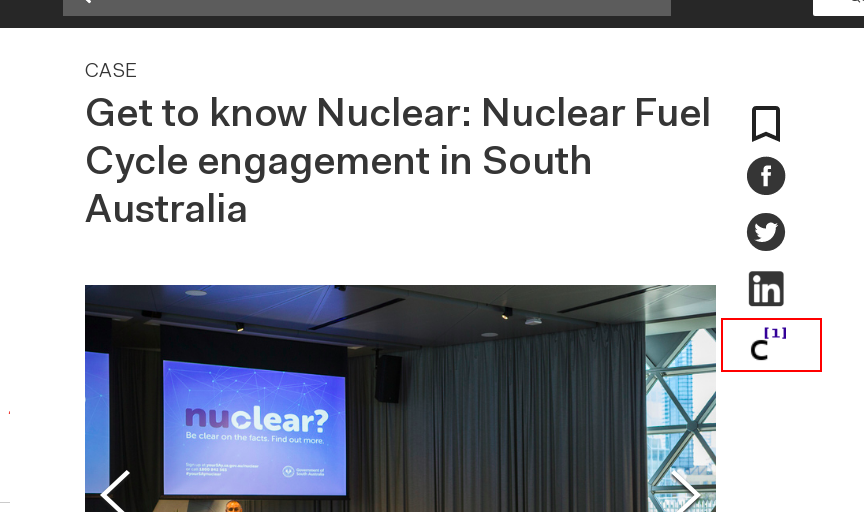 CASE
Get to know Nuclear: Nuclear Fuel
Cycle engagement in South
Australia
f
in
C[1]
nuclear?
Be clear on the facts. Find out more.
Government of
South Australia